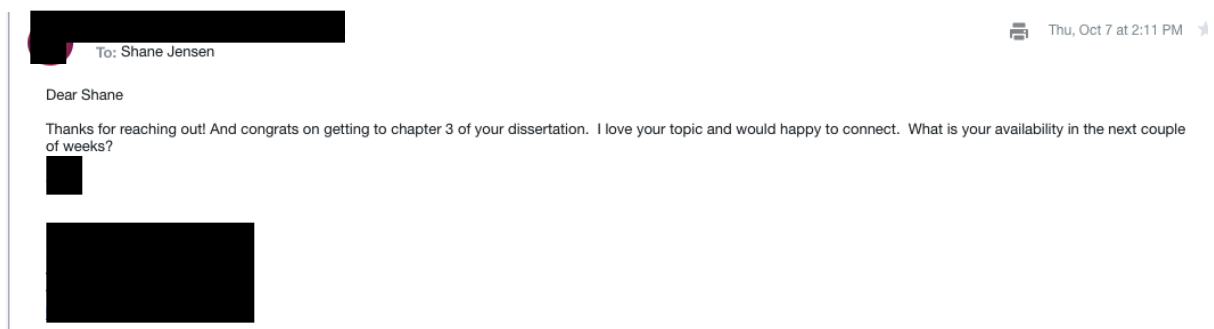 Thu, Oct 7 at 2:11 PM
To: Shane Jensen
Dear Shane
Thanks for reaching out! And congrats on getting to chapter 3 of your dissertation.  I love your topic and would happy to connect.  What is your availability in the next couple
of weeks?